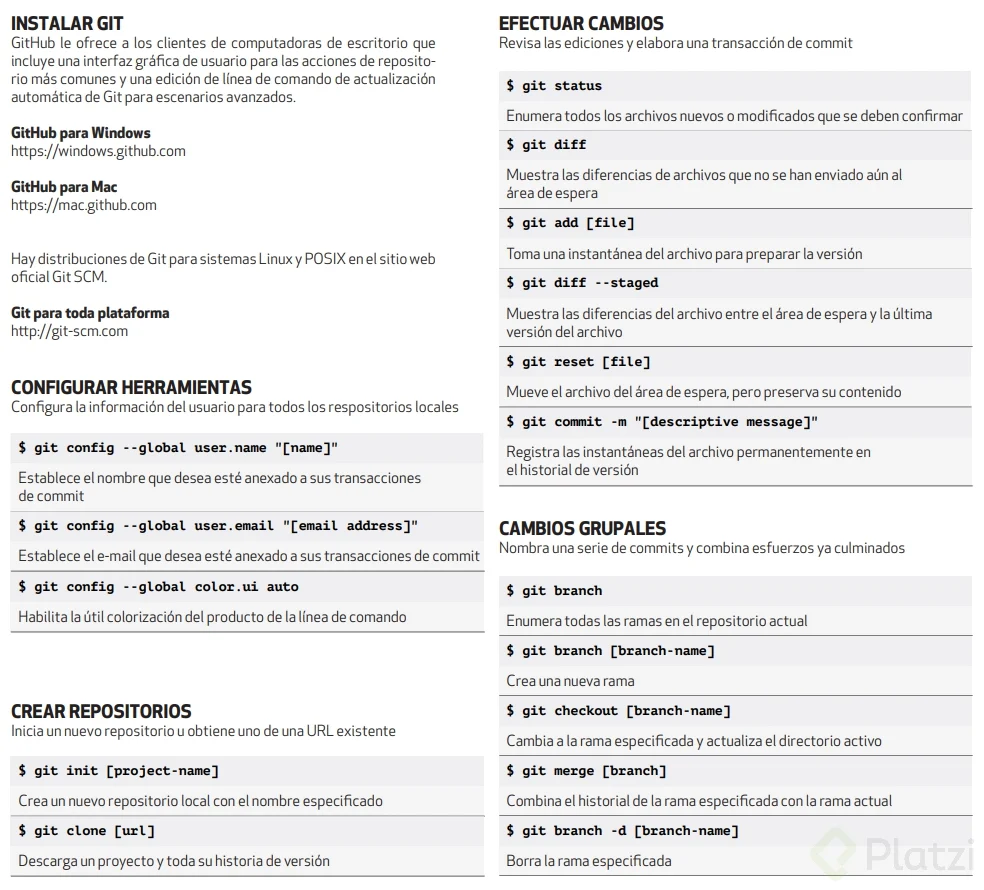 INSTALAR GIT
GitHub le ofrece a los clientes de computadoras de escritorio que
incluye una interfaz gráfica de usuario para las acciones de reposito-
rio más comunes y una edición de línea de comando de actualización
automática de Git para escenarios avanzados.
GitHub para Windows
https://windows.github.com
GitHub para Mac
https://mac.github.com
Hay distribuciones de Git para sistemas Linux y POSIX en el sitio web
oficial Git SCM.
Git para toda plataforma
http://git-scm.com
CONFIGURAR HERRAMIENTAS
Configura la información del usuario para todos los respositorios locales
$ git config --global user.name "[name]"
Establece el nombre que desea esté anexado a sus transacciones
de commit
$ git config --global user.email "[email address]"
Establece el e-mail que desea esté anexado a sus transacciones de commit
$ git config --global color.ui auto
Habilita la útil colorización del producto de la línea de comando
CREAR REPOSITORIOS
Inicia un nuevo repositorio u obtiene uno de una URL existente
$ git init [project-name]
Crea un nuevo repositorio local con el nombre especificado
$ git clone [url]
Descarga un proyecto y toda su historia de versión
EFECTUAR CAMBIOS
Revisa las ediciones y elabora una transacción de commit
$ git status
Enumera todos los archivos nuevos o modificados que se deben confirmar
$ git diff
Muestra las diferencias de archivos que no se han enviado aún al
área de espera
$ git add [file]
Toma una instantánea del archivo para preparar la versión
$ git diff --staged
Muestra las diferencias del archivo entre el área de espera y la última
versión del archivo
$ git reset [file]
Mueve el archivo del área de espera, pero preserva su contenido
$ git commit -m "[descriptive message]"
Registra las instantáneas del archivo permanentemente en
el historial de versión
CAMBIOS GRUPALES
Nombra una serie de commits y combina esfuerzos ya culminados
$ git branch
Enumera todas las ramas en el repositorio actual
$ git branch [branch-name]
Crea una nueva rama
$ git checkout [branch-name]
Cambia a la rama especificada y actualiza el directorio activo
$ git merge [branch]
Combina el historial de la rama especificada con la rama actual
$ git branch -d [branch-name]
Borra la rama especificada
Platzi